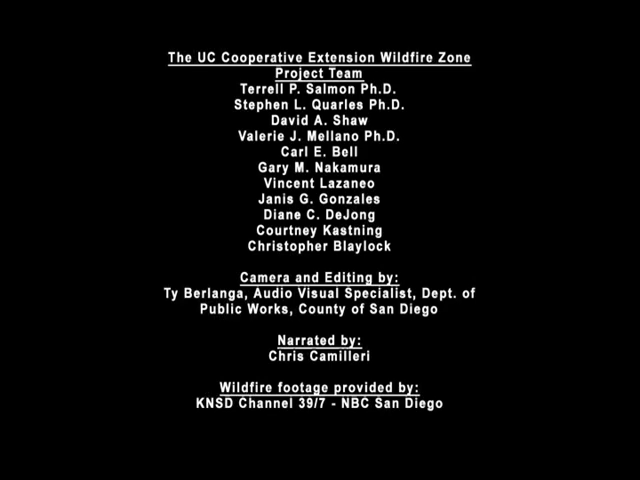 The UC Cooperative Extension Wildfire Zone
Project Team
Terrell P. Salmon Ph.D.
Stephen L. Quarles Ph.D.
David A. Shaw
Valerie J. Mellano Ph.D.
Carl E. Bell
Gary M. Nakamura
Vincent Lazaneo
Janis G. Gonzales
Diane C. DeJong
Courtney Kastning
Christopher Blaylock
Camera and Editing by:
Ty Berlanga, Audio Visual Specialist, Dept. of
Public Works, County of San Diego
Narrated by:
Chris Camilleri
Wildfire footage provided by:
KNSD Channel 39/7 - NBC San Diego